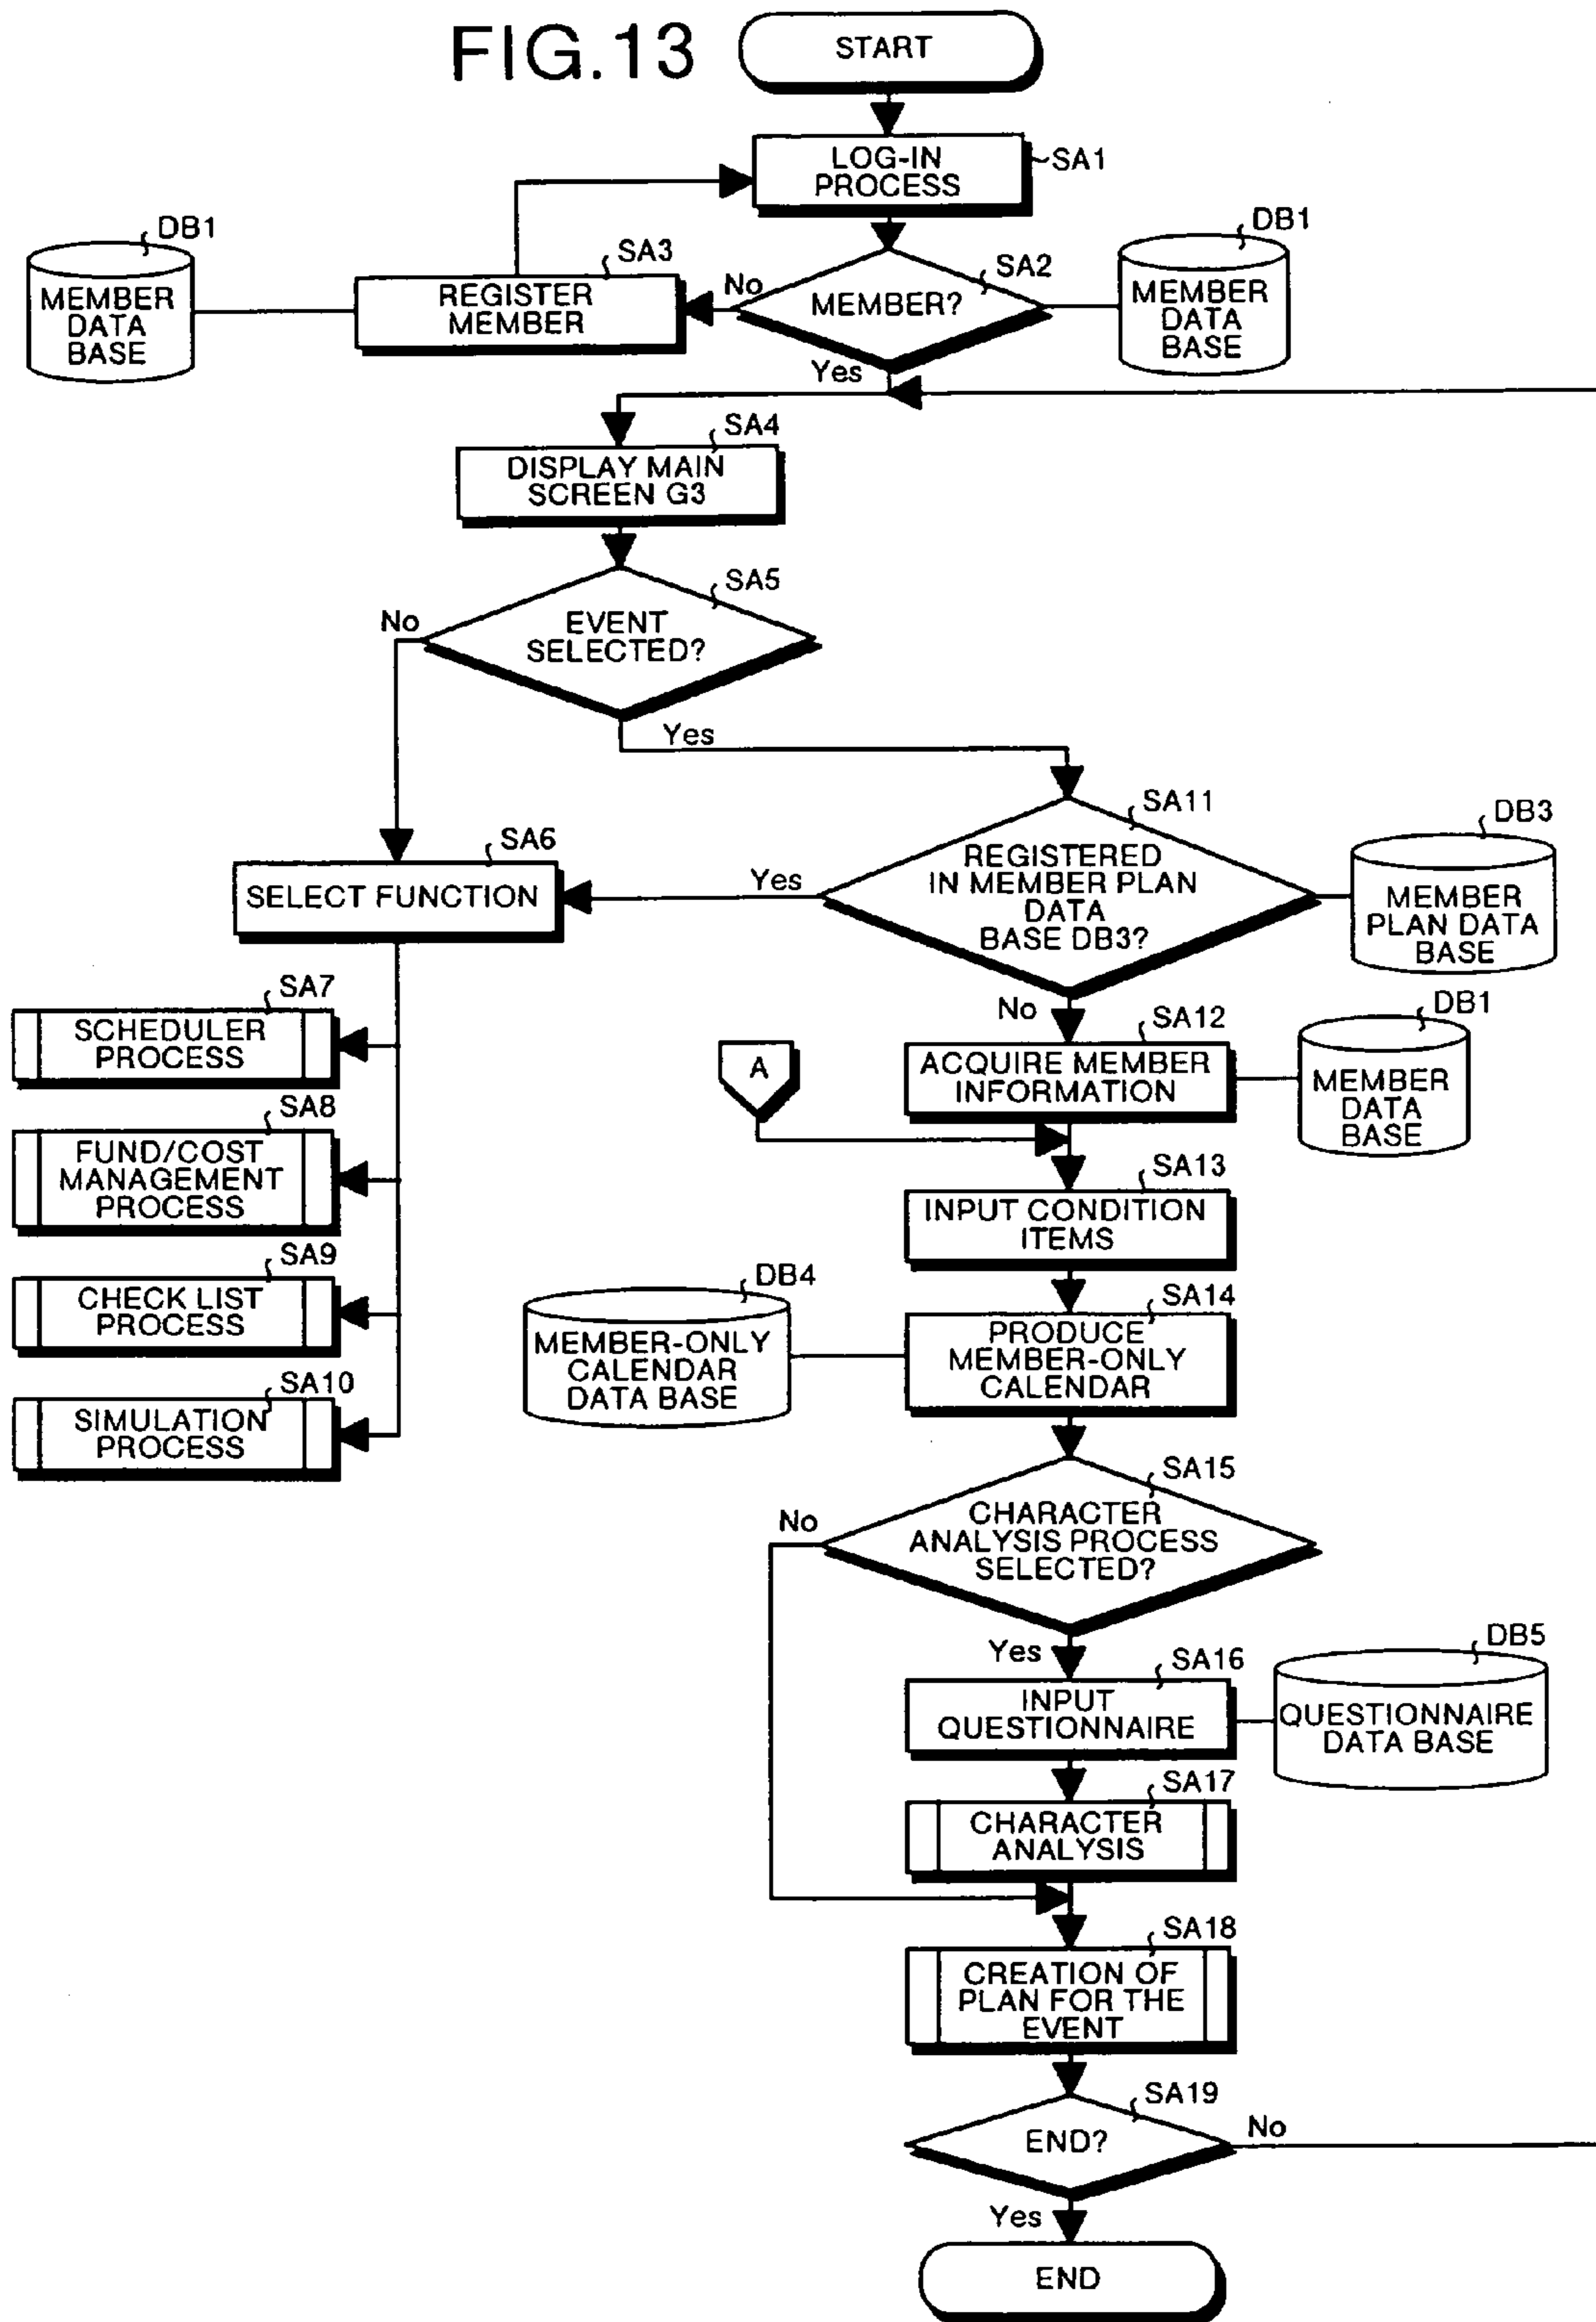 FIG.13
START
LOG-IN
PROCESS
SA1
DB1
MEMBER
DATA
BASE
SA3
REGISTER
MEMBER
No
SA2
MEMBER?
DB1
MEMBER
DATA
BASE
Yes
SA4
DISPLAY MAIN
SCREEN G3
SA5
EVENT
SELECTED?
No
Yes
SA6
SELECT FUNCTION
Yes
SA11
REGISTERED
IN MEMBER PLAN
DATA
BASE DB3?
DB3
MEMBER
PLAN DATA
BASE
No
SA7
SCHEDULER
PROCESS
SA8
FUND/COST
MANAGEMENT
PROCESS
SA9
CHECK LIST
PROCESS
SA10
SIMULATION
PROCESS
SA12
ACQUIRE MEMBER
INFORMATION
DB1
MEMBER
DATA
BASE
A
SA13
INPUT CONDITION
ITEMS
DB4
MEMBER-ONLY
CALENDAR
DATA BASE
SA14
PRODUCE
MEMBER-ONLY
CALENDAR
SA15
CHARACTER
ANALYSIS PROCESS
SELECTED?
No
Yes
SA16
INPUT
QUESTIONNAIRE
DB5
QUESTIONNAIRE
DATA BASE
SA17
CHARACTER
ANALYSIS
SA18
CREATION OF
PLAN FOR THE
EVENT
SA19
END?
No
Yes
END